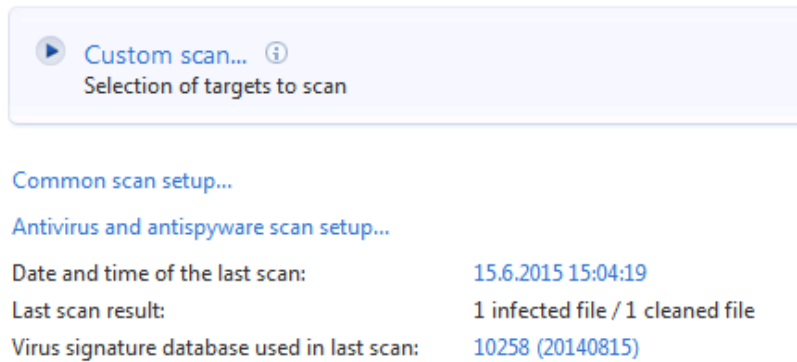 Custom scan...
Selection of targets to scan
Common scan setup...
Antivirus and antispyware scan setup...
Date and time of the last scan: 15.6.2015 15:04:19
Last scan result: 1 infected file / 1 cleaned file
Virus signature database used in last scan: 10258 (20140815)